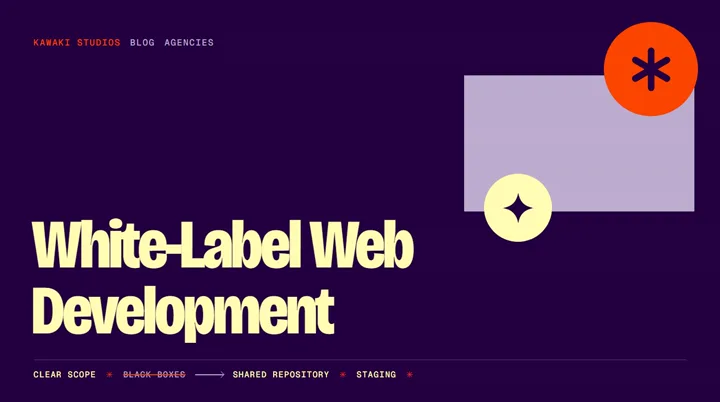 KAWAKI STUDIOS BLOG AGENCIES
White-Label Web
Development
CLEAR SCOPE * BLACK BOXES → SHARED REPOSITORY * STAGING *